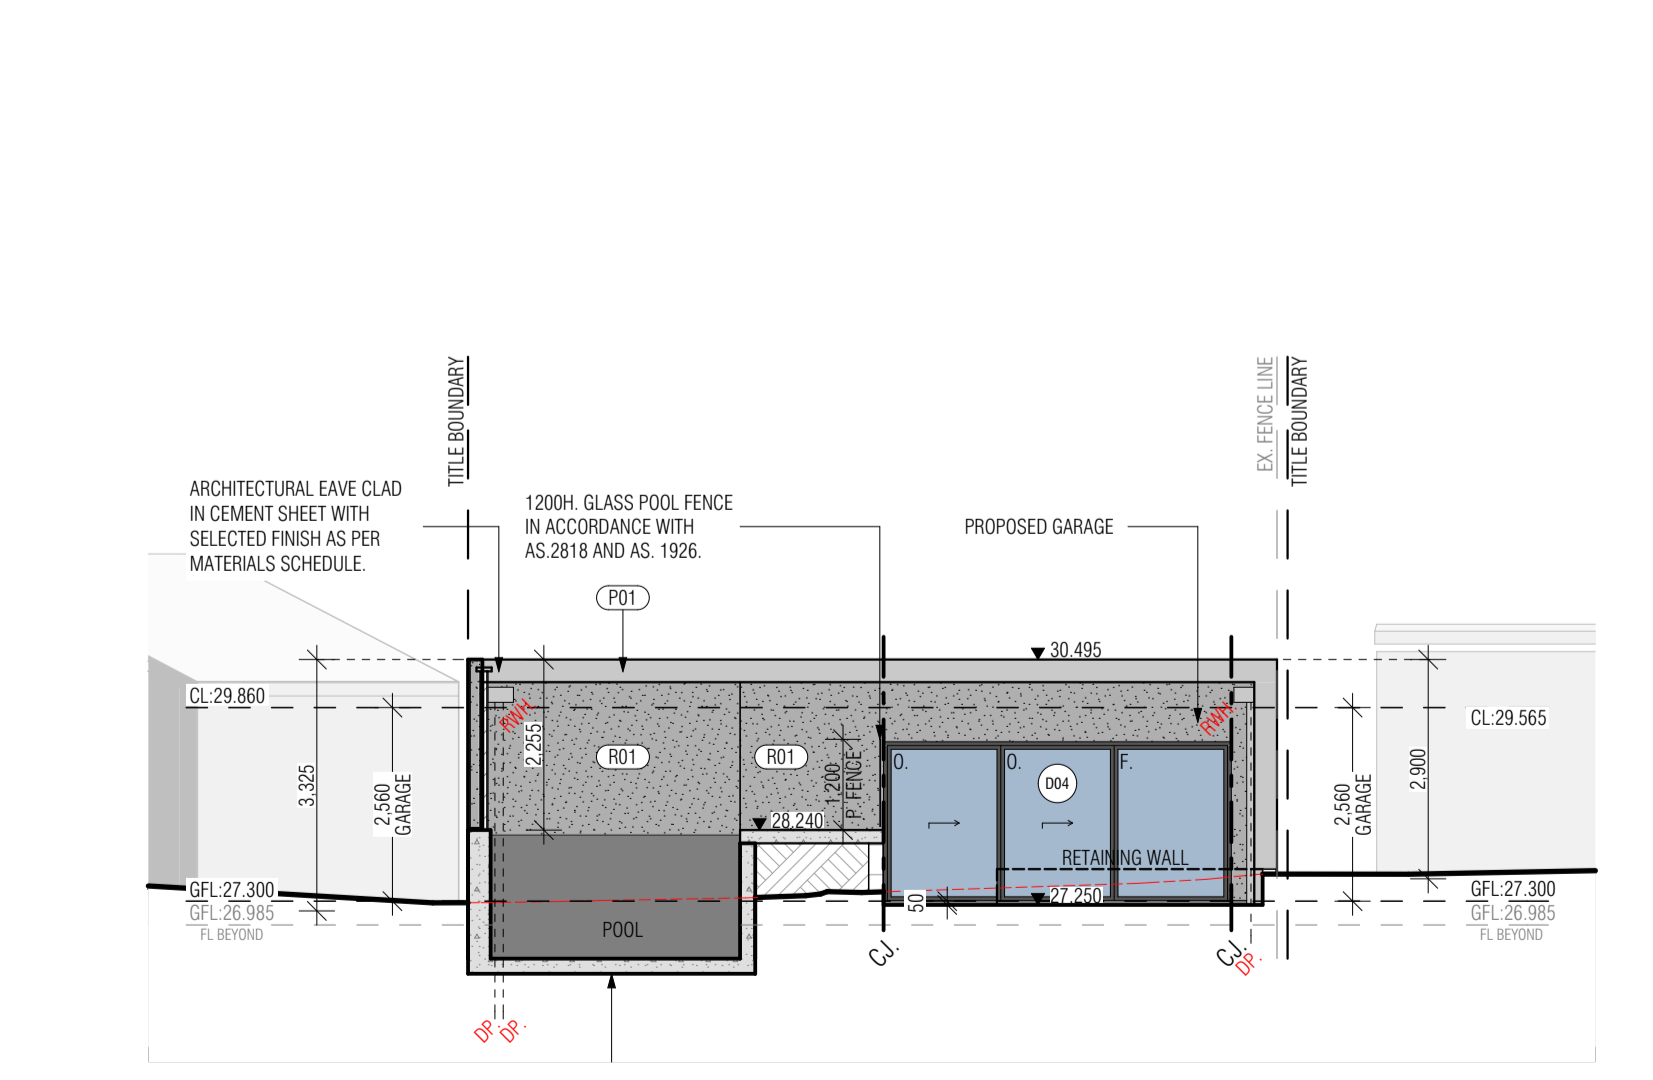 TITLE BOUNDARY
EX. FENCE LINE
TITLE BOUNDARY
ARCHITECTURAL EAVE CLAD
IN CEMENT SHEET WITH
SELECTED FINISH AS PER
MATERIALS SCHEDULE.
1200H. GLASS POOL FENCE
IN ACCORDANCE WITH
AS.2818 AND AS. 1926.
PROPOSED GARAGE
P01
30.495
CL:29.860
CL:29.565
RWH.
RWH.
2,255
R01
R01
3,325
2,560
GARAGE
1,200
P. FENCE
O.
O.
F.
D04
2,560
GARAGE
2,900
28.240
RETAINING WALL
GFL:27.300
GFL:26.985
FL BEYOND
50
27.250
GFL:27.300
GFL:26.985
FL BEYOND
POOL
CJ.
CJ.
DP.
DP.
DP.